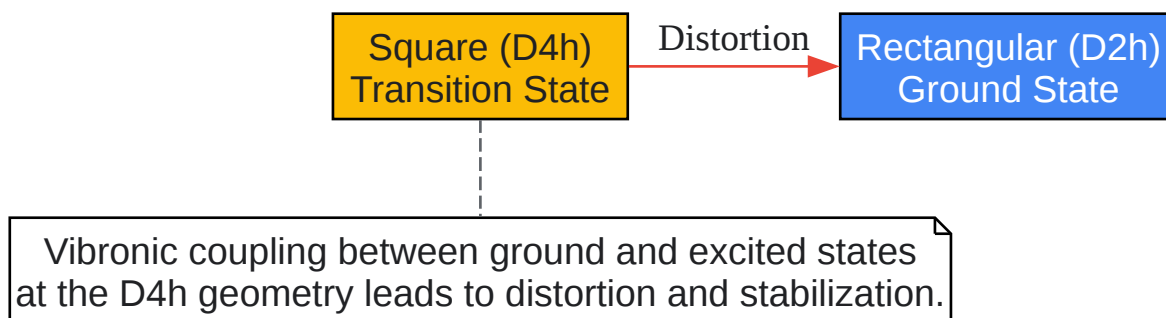 Square (D4h)
Transition State
Distortion
Rectangular (D2h)
Ground State
Vibronic coupling between ground and excited states
at the D4h geometry leads to distortion and stabilization.